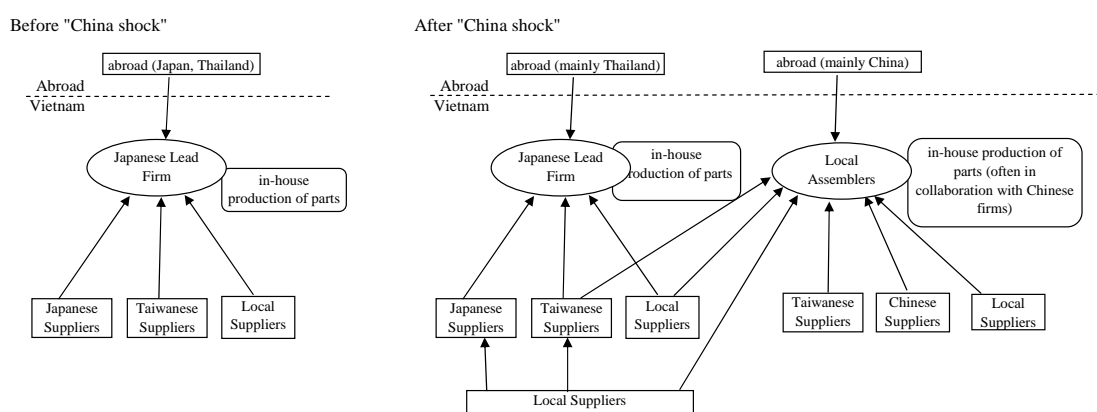 Before "China shock"
abroad (Japan, Thailand)
Abroad
Vietnam
Japanese Lead
Firm
in-house
production of parts
Japanese
Suppliers
Taiwanese
Suppliers
Local
Suppliers
After "China shock"
abroad (mainly Thailand)
abroad (mainly China)
Abroad
Vietnam
Japanese Lead
Firm
in-house
roduction of parts
Local
Assemblers
in-house production of
parts (often in
collaboration with Chinese
firms)
Japanese
Suppliers
Taiwanese
Suppliers
Local
Suppliers
Taiwanese
Suppliers
Chinese
Suppliers
Local
Suppliers
Local Suppliers